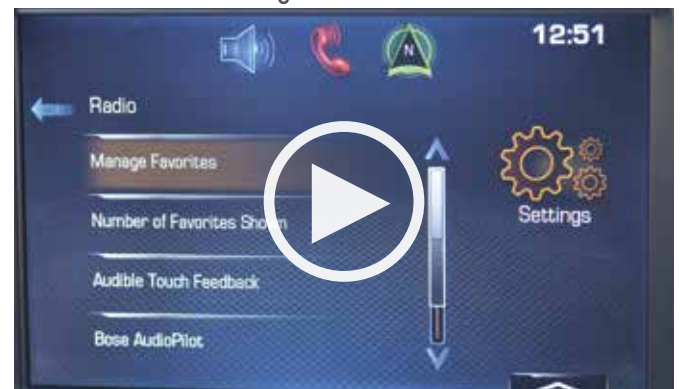 12:51
N
Radio
Manage Favorites
Number of Favorites Shown
Settings
Audible Touch Feedback
Bose AudioPilot